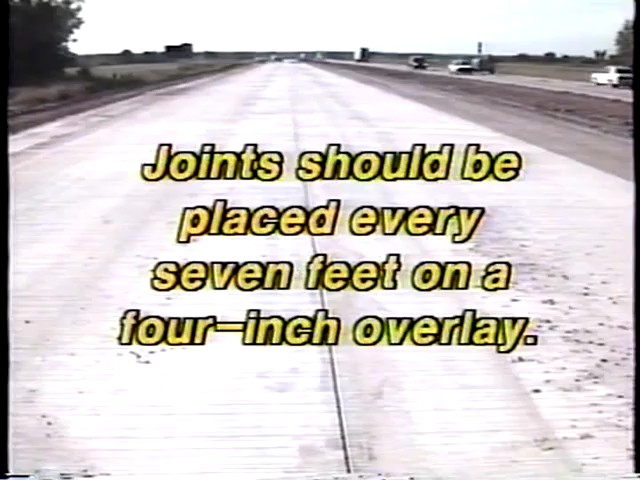 Joints should be
placed every
seven feet on a
four-inch overlay.